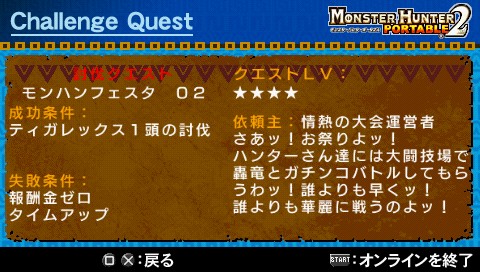 Challenge Quest
MONSTER HUNTER
PORTABLE 2
討伐クエスト
モンハンフェスタ 02
成功条件：
ティガレックス1頭の討伐
失敗条件：
報酬金ゼロ
タイムアップ
クエストLV：
★★★★
依頼主：情熱の大会運営者
さあッ！お祭りよッ！
ハンターさん達には大闘技場で
轟竜とガチンコバトルしてもら
うわッ！誰よりも早くッ！
誰よりも華麗に戦うのよッ！
□×:戻る
START:オンラインを終了